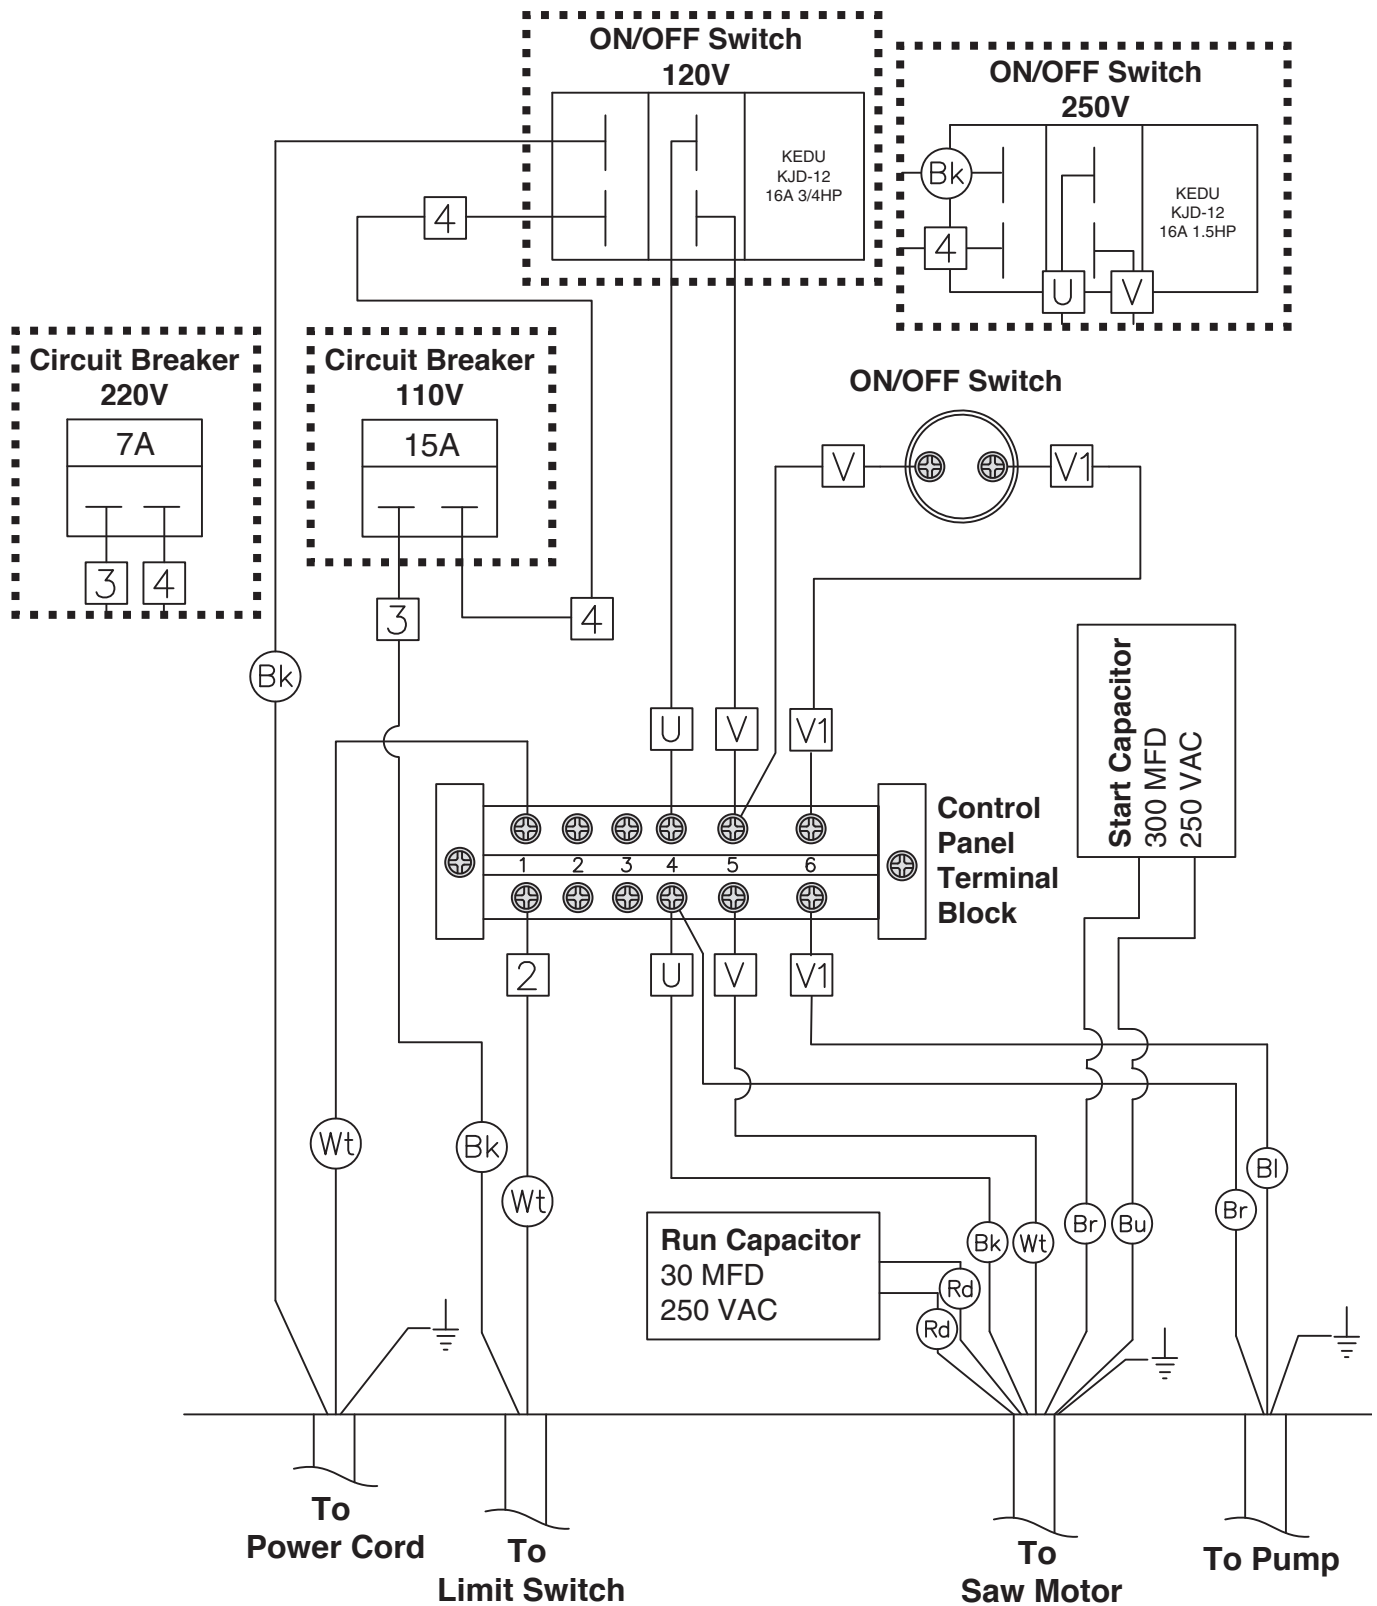 ON/OFF Switch
120V
KEDU
KJD-12
16A 3/4HP
4
ON/OFF Switch
250V
Bk
4
U
V
KEDU
KJD-12
16A 1.5HP
Circuit Breaker
220V
7A
3
4
Circuit Breaker
110V
15A
3
4
ON/OFF Switch
V
V1
Bk
U
V
V1
Start Capacitor
300 MFD
250 VAC
1
2
3
4
5
6
Control
Panel
Terminal
Block
2
U
V
V1
Wt
Bk
Wt
Run Capacitor
30 MFD
250 VAC
Rd
Rd
Bk
Wt
Br
Bu
Br
Bl
To
Power Cord
To
Limit Switch
To
Saw Motor
To Pump